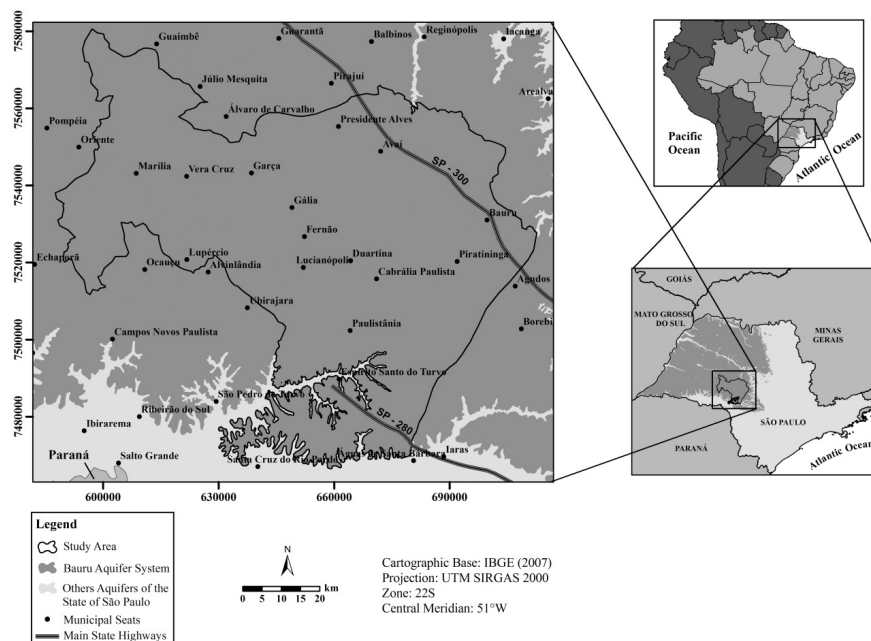 7580000
7560000
7540000
7520000
7500000
7480000
600000
630000
660000
690000
Guaimbê
Guarantã
Balbinos
Reginópolis
Iacanga
Júlio Mesquita
Pirajuí
Arealva
Álvaro de Carvalho
Pompéia
Presidente Alves
Oriente
Avaí
SP - 300
Marília
Vera Cruz
Garça
Gália
Bauru
Fernão
Echaporã
Lupércio
Ocauçu
Alvinlândia
Lucianópolis
Duartina
Piratininga
Cabrália Paulista
Agudos
Ubirajara
Paulistânia
Campos Novos Paulista
Espírito Santo do Turvo
São Pedro do Turvo
SP - 280
Ribeirão do Sul
Ibirarema
Salto Grande
Paraná
Santa Cruz do Rio Pardo
Águas de Santa Bárbara
Iaras
Pacific
Ocean
Atlantic Ocean
GOIÁS
MATO GROSSO
DO SUL
MINAS
GERAIS
SÃO PAULO
PARANÁ
Atlantic Ocean
Legend
Study Area
Bauru Aquifer System
Others Aquifers of the
State of São Paulo
Municipal Seats
Main State Highways
N
km
0 5 10 15 20
Cartographic Base: IBGE (2007)
Projection: UTM SIRGAS 2000
Zone: 22S
Central Meridian: 51°W